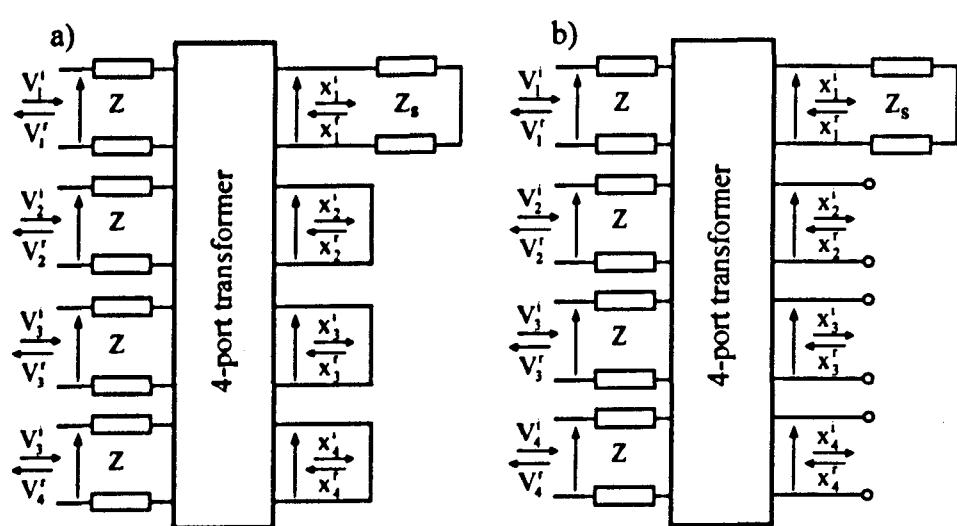 a)
V₁ⁱ
V₁ʳ
Z
x₁ⁱ
x₁ʳ
Zₛ
V₂ⁱ
V₂ʳ
Z
x₂ⁱ
x₂ʳ
V₃ⁱ
V₃ʳ
Z
x₃ⁱ
x₃ʳ
V₃ⁱ
V₄ʳ
Z
x₄ⁱ
x₄ʳ
4-port transformer
b)
V₁ⁱ
V₁ʳ
Z
x₁ⁱ
x₁ʳ
Zₛ
V₂ⁱ
V₂ʳ
Z
x₂ⁱ
x₂ʳ
V₃ⁱ
V₃ʳ
Z
x₃ⁱ
x₃ʳ
V₄ⁱ
V₄ʳ
Z
x₄ⁱ
x₄ʳ
4-port transformer